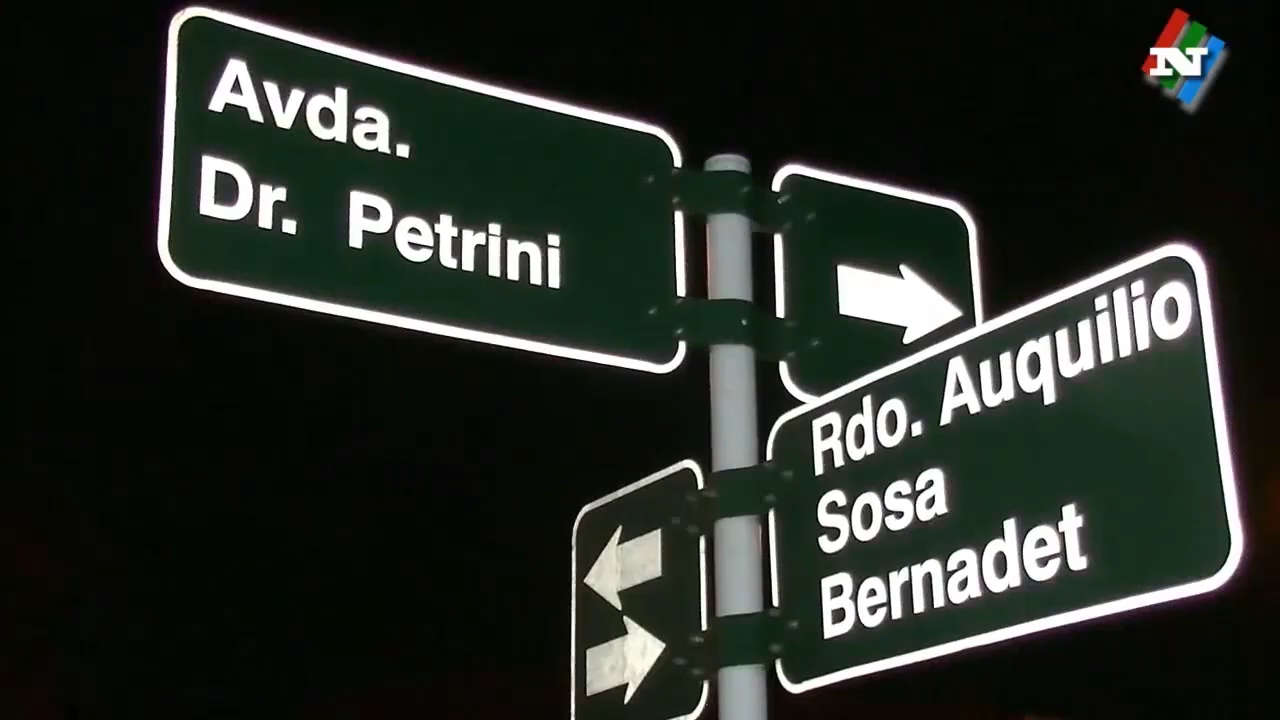 Avda.
Dr. Petrini
Rdo. Auquilio
Sosa
Bernadet
N